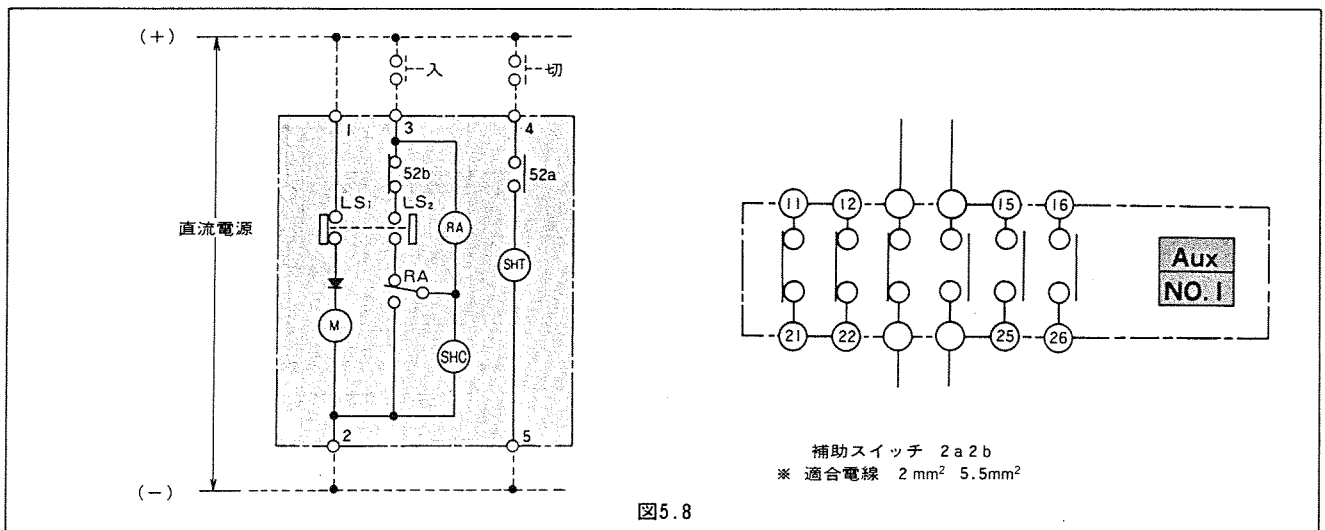 (+)
入
切
1
3
4
52b
52a
LS₁
LS₂
RA
直流電源
SHT
RA
M
SHC
2
5
(−)
11 12 15 16
Aux
NO.1
21 22 25 26
補助スイッチ 2a2b
※ 適合電線 2mm² 5.5mm²
図5.8